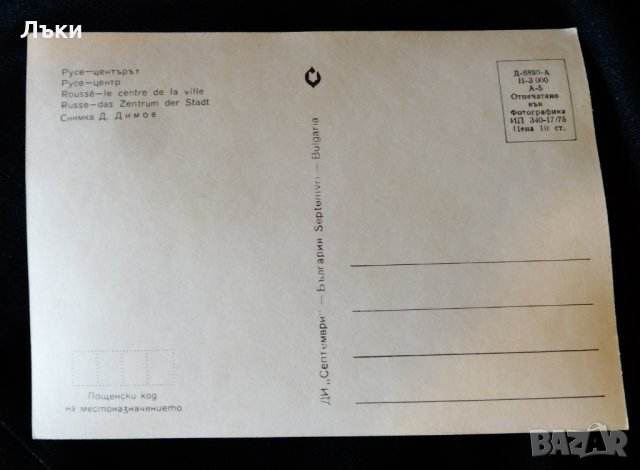 Лъки
Русе—центърът
Русе—центр
Roussé—le centre de la ville
Russe—das Zentrum der Stadt
Снимка Д. Димов
Д-6890-А
П-3 000
А-5
Отпечатано
във
Фотографика
ИП 340-17/75
Цена 10 ст.
ДИ „Септември" — България Septemvri — Bulgaria
Пощенски код
на местоназначението
BAZAR